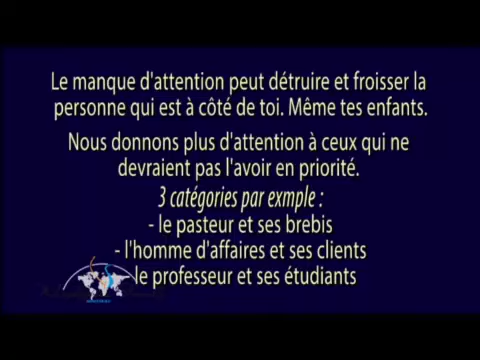 Le manque d'attention peut détruire et froisser la
personne qui est à côté de toi. Même tes enfants.
Nous donnons plus d'attention à ceux qui ne
devraient pas l'avoir en priorité.
3 catégories par exmple :
- le pasteur et ses brebis
- l'homme d'affaires et ses clients
le professeur et ses étudiants